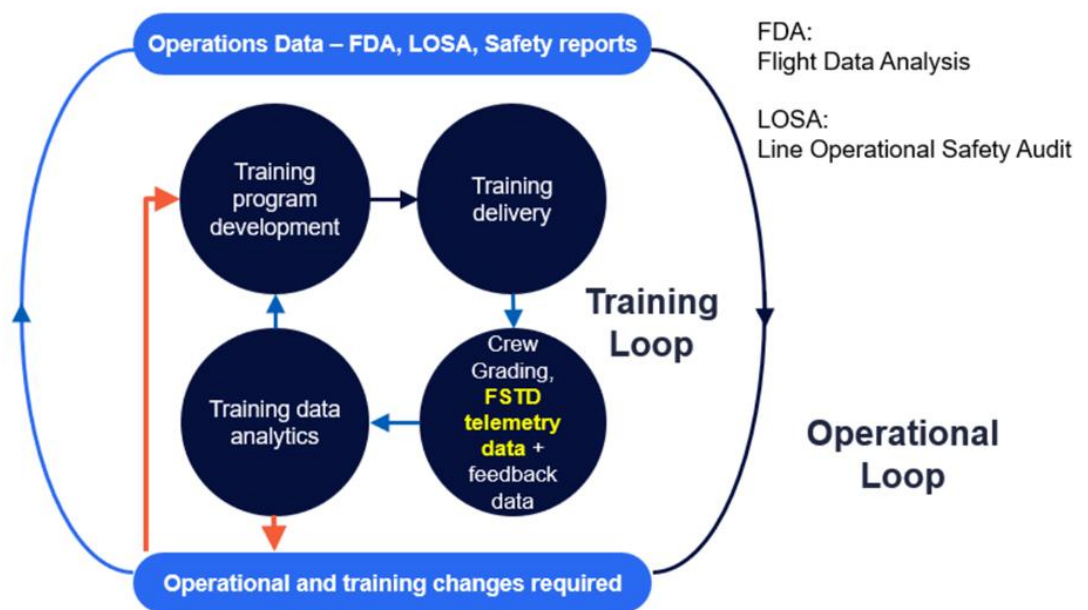 Operations Data – FDA, LOSA, Safety reports
FDA:
Flight Data Analysis
LOSA:
Line Operational Safety Audit
Training
program
development
Training
delivery
Training
Loop
Crew
Grading,
FSTD
telemetry
data +
feedback
data
Training data
analytics
Operational
Loop
Operational and training changes required